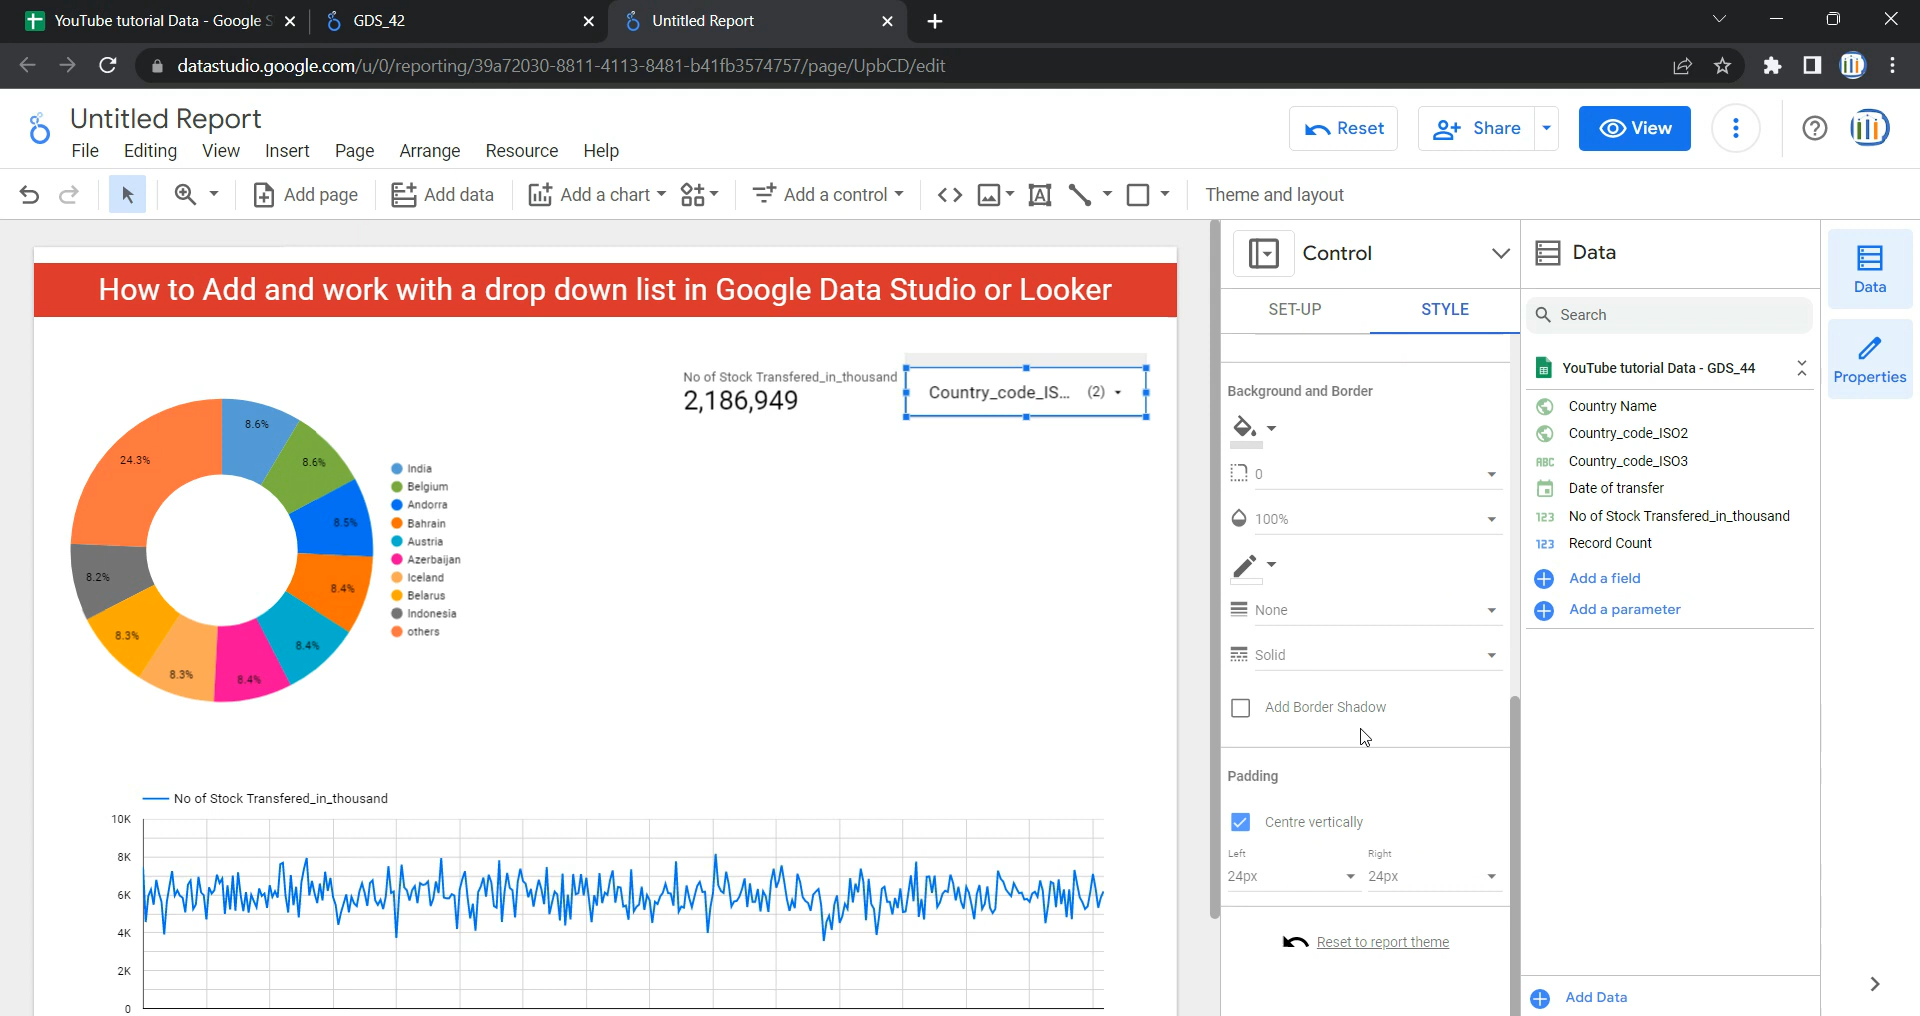 YouTube tutorial Data - Google S
GDS_42
Untitled Report
datastudio.google.com/u/0/reporting/39a72030-8811-4113-8481-b41fb3574757/page/UpbCD/edit
Untitled Report
File Editing View Insert Page Arrange Resource Help
Reset
Share
View
Add page
Add data
Add a chart
Add a control
Theme and layout
How to Add and work with a drop down list in Google Data Studio or Looker
No of Stock Transfered_in_thousand
2,186,949
Country_code_IS... (2)
8.6%
8.6%
8.5%
8.4%
8.4%
8.4%
8.3%
8.3%
8.2%
24.3%
India
Belgium
Andorra
Bahrain
Austria
Azerbaijan
Iceland
Belarus
Indonesia
others
No of Stock Transfered_in_thousand
10K
8K
6K
4K
2K
0
Control
SET-UP STYLE
Background and Border
0
100%
None
Solid
Add Border Shadow
Padding
Centre vertically
Left Right
24px 24px
Reset to report theme
Data
Search
YouTube tutorial Data - GDS_44
Country Name
Country_code_ISO2
ABC Country_code_ISO3
Date of transfer
123 No of Stock Transfered_in_thousand
123 Record Count
Add a field
Add a parameter
Add Data
Data
Properties